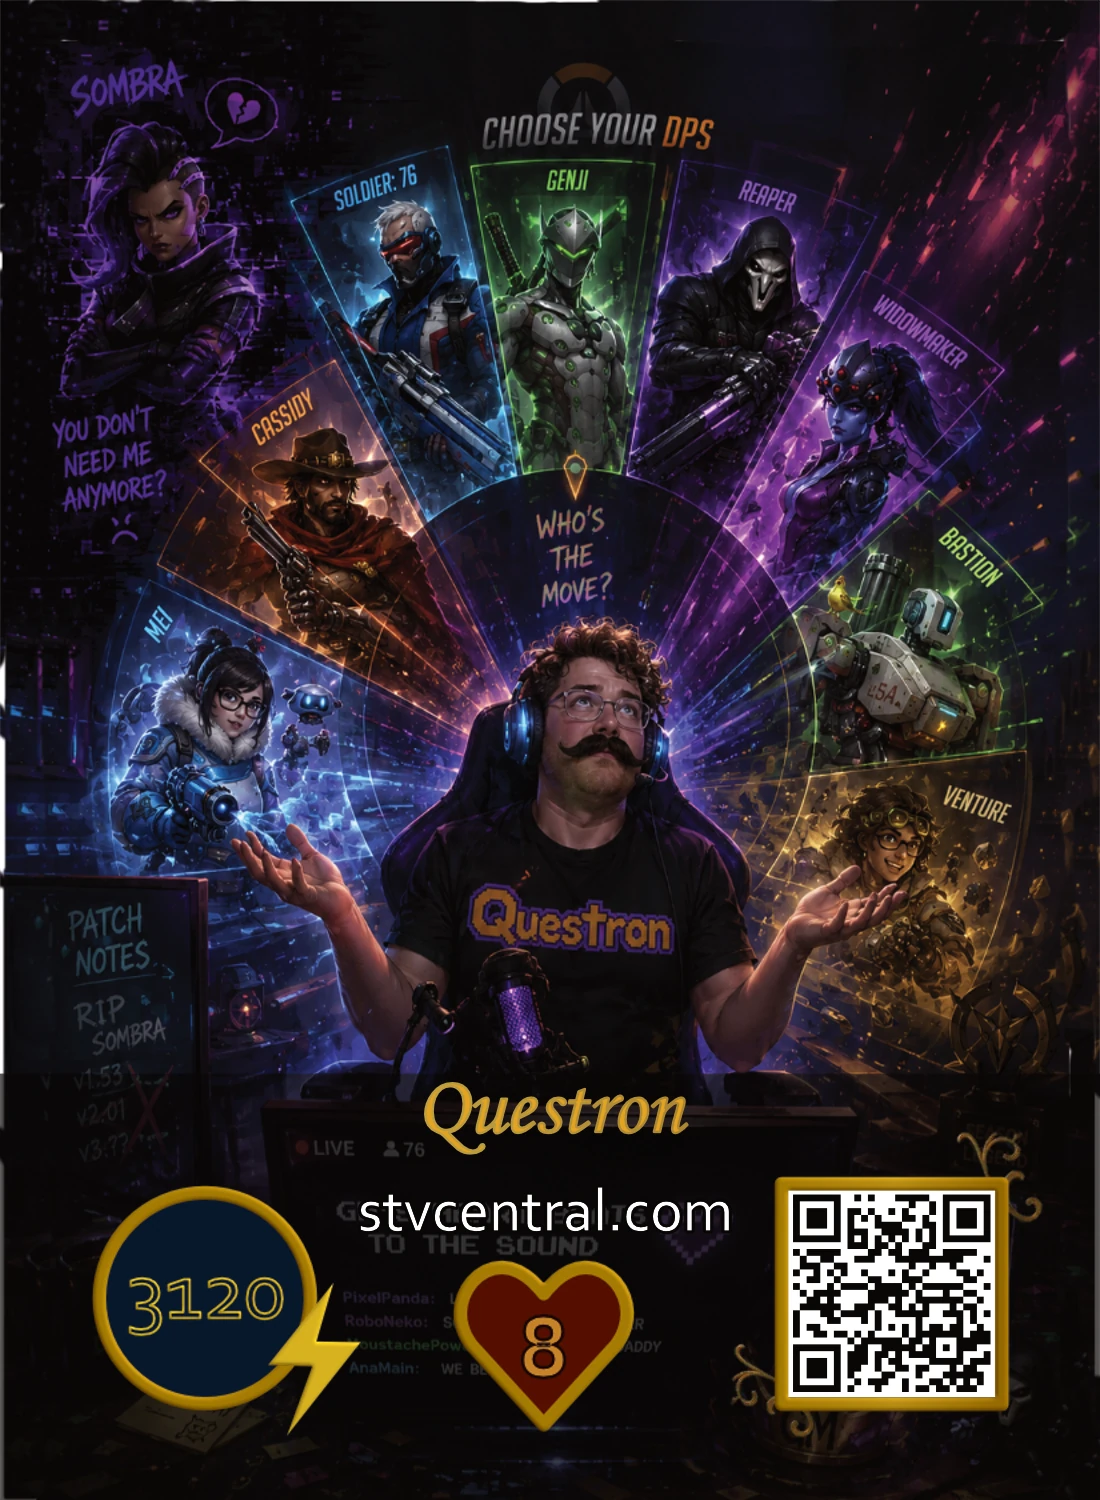 SOMBRA
CHOOSE YOUR DPS
SOLDIER: 76
GENJI
REAPER
WIDOWMAKER
CASSIDY
YOU DON'T
NEED ME
ANYMORE?
WHO'S
THE
MOVE?
BASTION
MEI
VENTURE
Questron
PATCH
NOTES
RIP
SOMBRA
v1.53
v2.01
v3.??
Questron
LIVE 76
stvcentral.com
TO THE SOUND
3120
8
PixelPanda:
RoboNeko:
AnaMain: WE